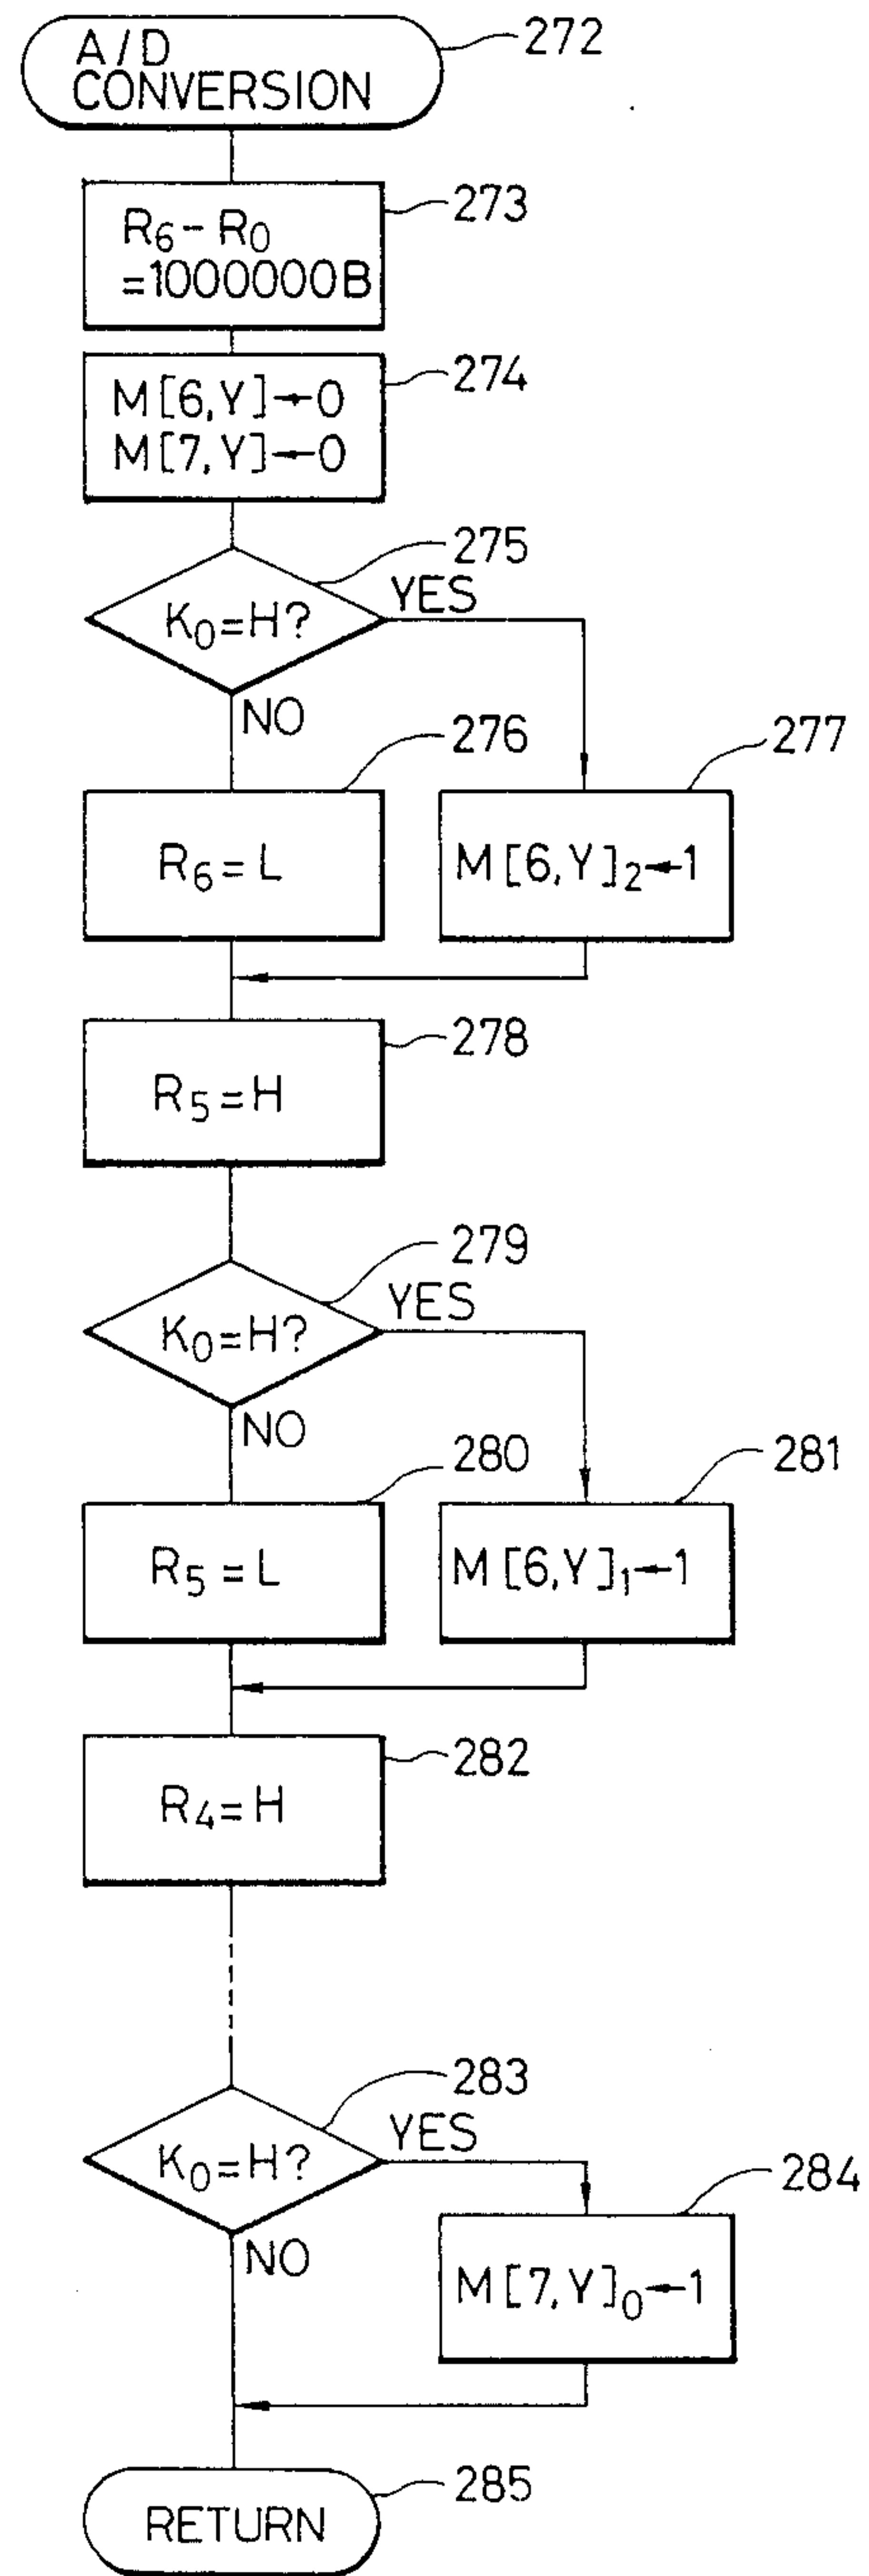 A/D
CONVERSION
272
R₆ - R₀
=1000000B
273
M[6,Y]←0
M[7,Y]←0
274
275
K₀=H?
YES
NO
276
277
R₆=L
M[6,Y]₂←1
278
R₅=H
279
K₀=H?
YES
NO
280
281
R₅=L
M[6,Y]₁←1
282
R₄=H
283
K₀=H?
YES
NO
284
M[7,Y]₀←1
285
RETURN